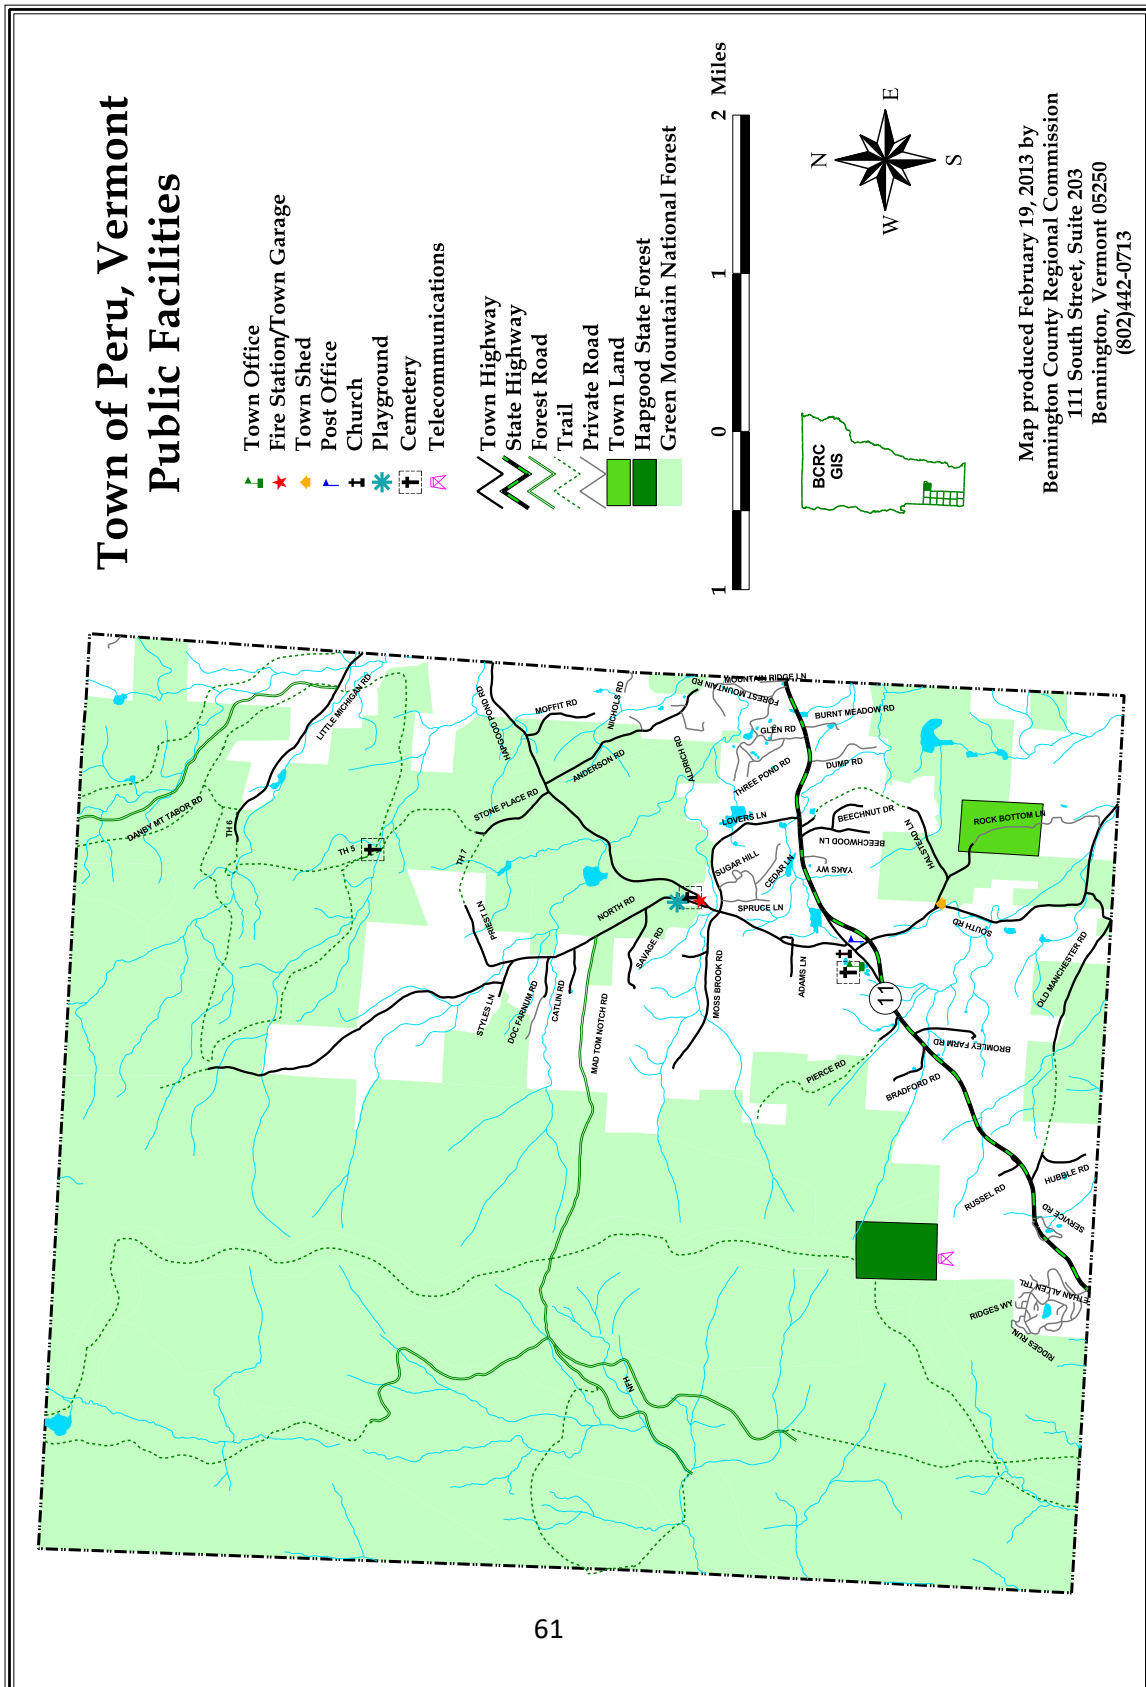 Town of Peru, Vermont
Public Facilities
Town Office
Fire Station/Town Garage
Town Shed
Post Office
Church
Playground
Cemetery
Telecommunications
Town Highway
State Highway
Forest Road
Trail
Private Road
Town Land
Hapgood State Forest
Green Mountain National Forest
1 0 1 2 Miles
N
W E
S
BCRC
GIS
Map produced February 19, 2013 by
Bennington County Regional Commission
111 South Street, Suite 203
Bennington, Vermont 05250
(802)442-0713
DANBY MT TABOR RD
LITTLE MICHIGAN RD
TH 6
TH 5
TH 7
HAPGOOD POND RD
MOFFIT RD
NICHOLS RD
ANDERSON RD
STONE PLACE RD
FOREST MOUNTAIN RD
MOUNTAIN RIDGE LN
ALDRICH RD
GLEN RD
BURNT MEADOW RD
THREE POND RD
DUMP RD
LOVERS LN
BEECHNUT DR
BEECHWOOD LN
HALSTEAD LN
ROCK BOTTOM LN
SUGAR HILL
CEDAR LN
YAKS WY
SPRUCE LN
PRIEST LN
NORTH RD
SAVAGE RD
STYLES LN
DOC FARNUM RD
CATLIN RD
MAD TOM NOTCH RD
MOSS BROOK RD
ADAMS LN
SOUTH RD
OLD MANCHESTER RD
11
PIERCE RD
BRADFORD RD
BROMLEY FARM RD
RUSSEL RD
HUBBLE RD
SERVICE RD
ETHAN ALLEN TRL
RIDGES WY
RIDGES RUN
NFH
61